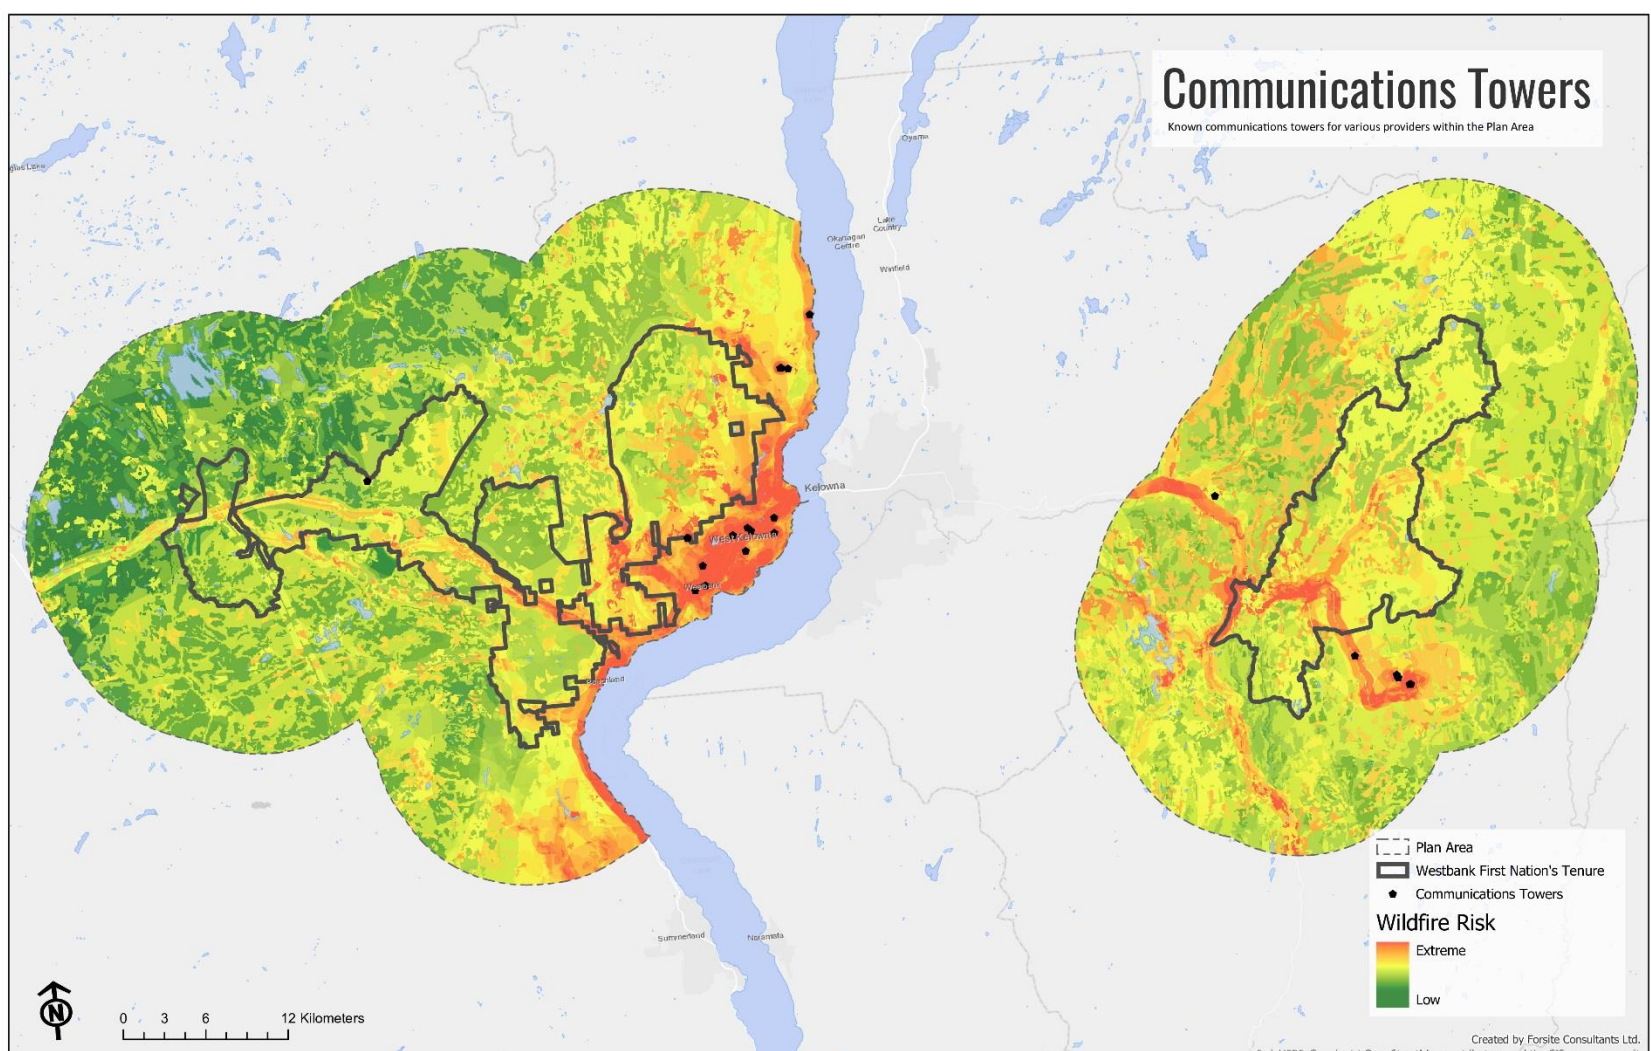 Communications Towers
Known communications towers for various providers within the Plan Area
Oyama
Lake
Country
Okanagan
Centre
Winfield
Kelowna
West Kelowna
Summerland
Naramata
Plan Area
Westbank First Nation's Tenure
Communications Towers
Wildfire Risk
Extreme
Low
N
0 3 6 12 Kilometers
Created by Forsite Consultants Ltd.